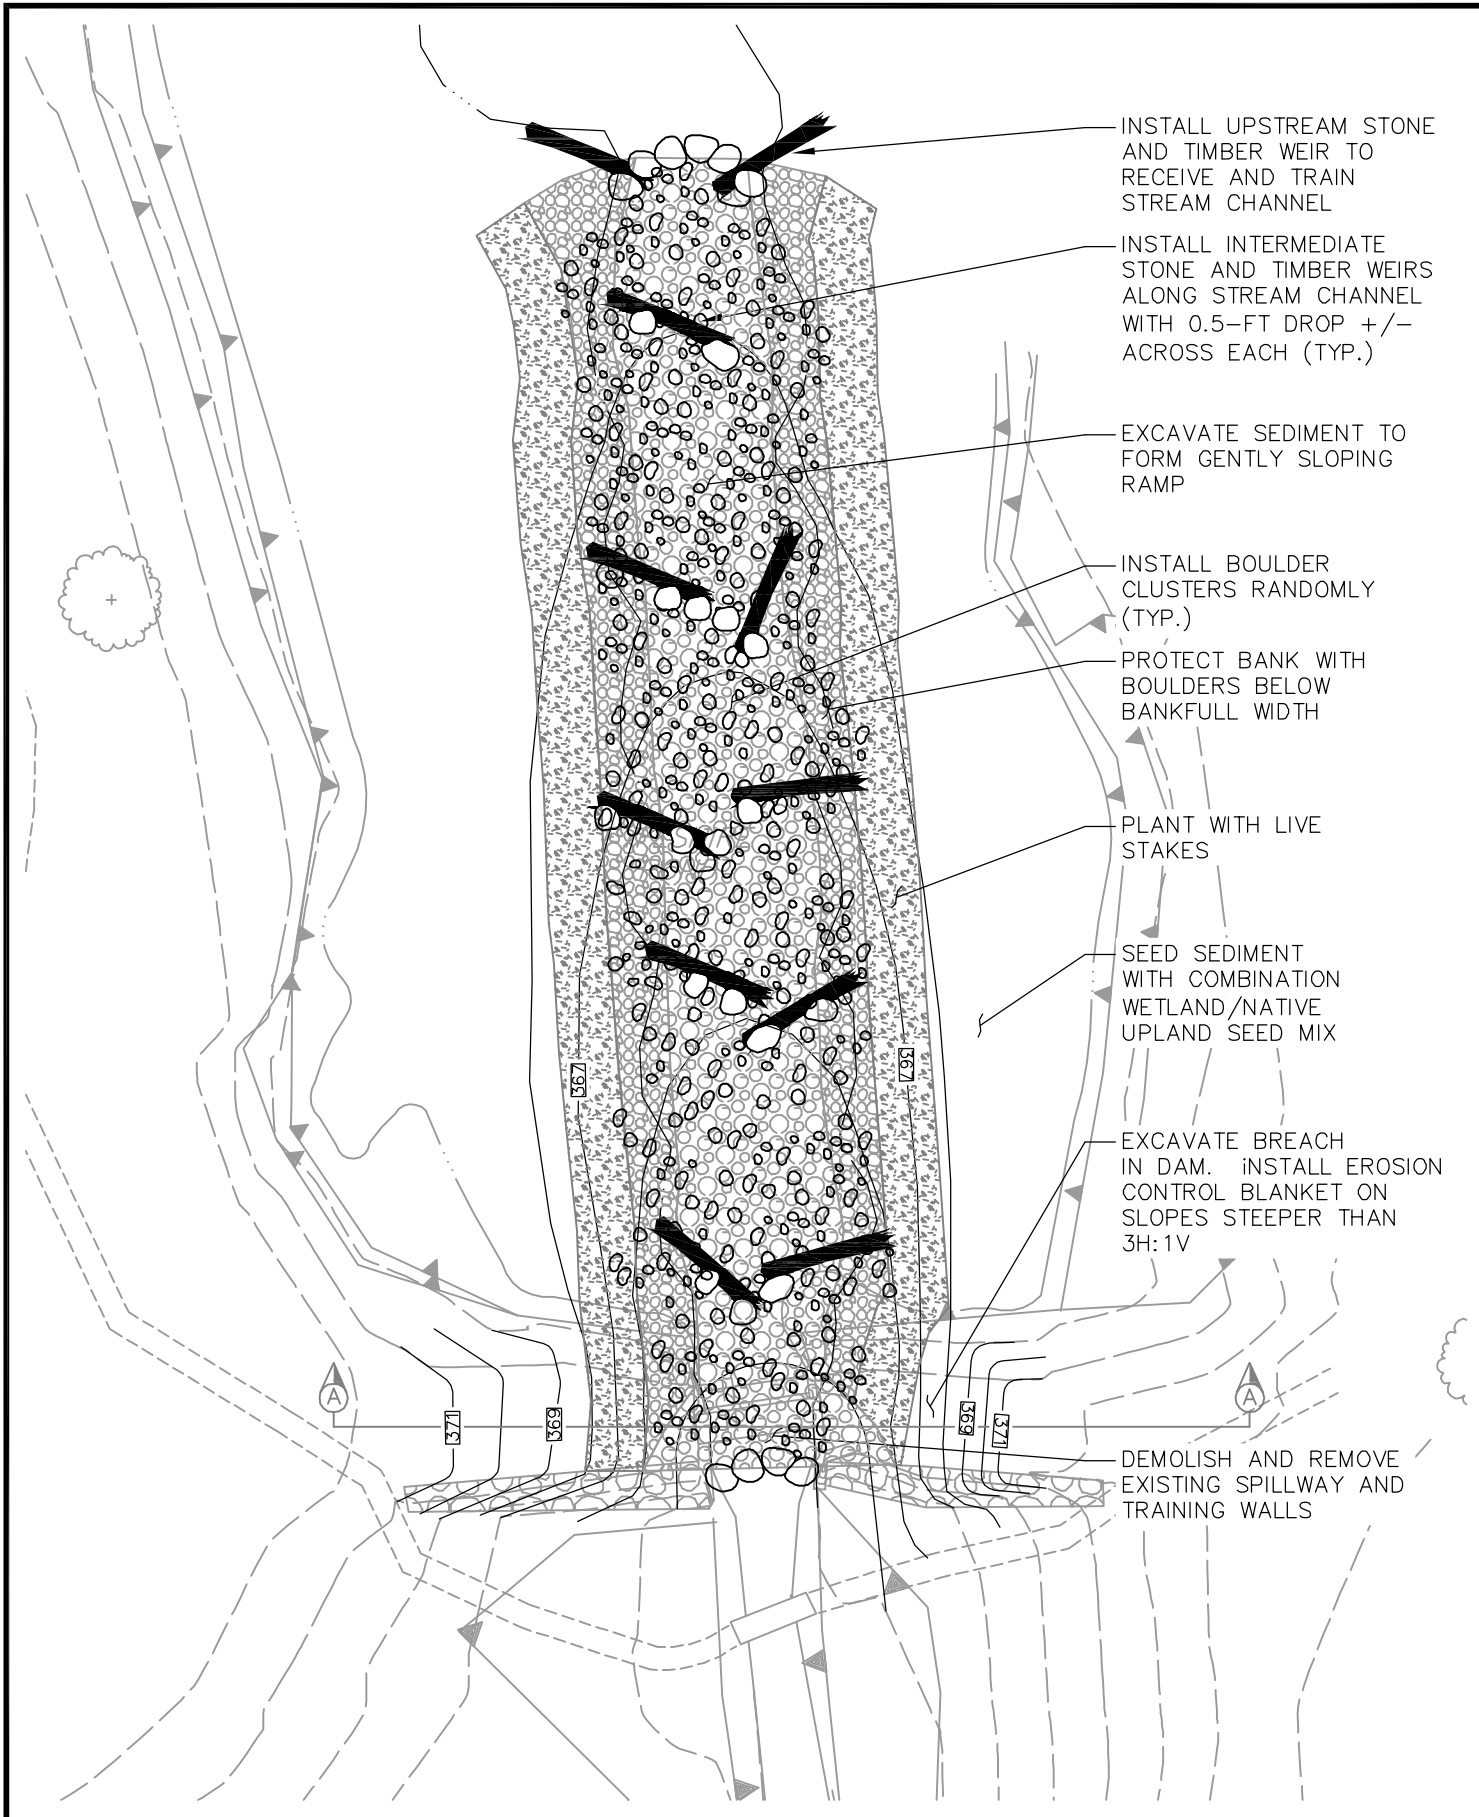 INSTALL UPSTREAM STONE
AND TIMBER WEIR TO
RECEIVE AND TRAIN
STREAM CHANNEL
INSTALL INTERMEDIATE
STONE AND TIMBER WEIRS
ALONG STREAM CHANNEL
WITH 0.5-FT DROP +/-
ACROSS EACH (TYP.)
EXCAVATE SEDIMENT TO
FORM GENTLY SLOPING
RAMP
INSTALL BOULDER
CLUSTERS RANDOMLY
(TYP.)
PROTECT BANK WITH
BOULDERS BELOW
BANKFULL WIDTH
PLANT WITH LIVE
STAKES
SEED SEDIMENT
WITH COMBINATION
WETLAND/NATIVE
UPLAND SEED MIX
367
367
EXCAVATE BREACH
IN DAM. iNSTALL EROSION
CONTROL BLANKET ON
SLOPES STEEPER THAN
3H:1V
A
A
371
369
369
371
DEMOLISH AND REMOVE
EXISTING SPILLWAY AND
TRAINING WALLS